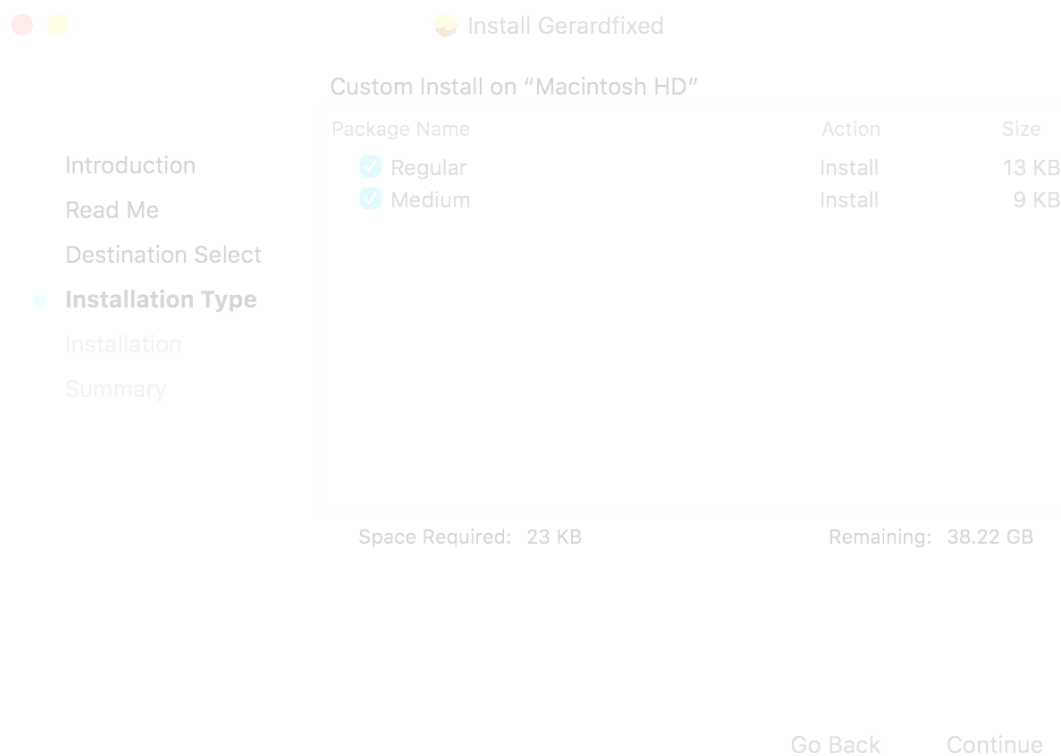 Install Gerardfixed
Custom Install on “Macintosh HD”
Package Name Action Size
Regular Install 13 KB
Medium Install 9 KB
Introduction
Read Me
Destination Select
Installation Type
Installation
Summary
Space Required: 23 KB Remaining: 38.22 GB
Go Back Continue